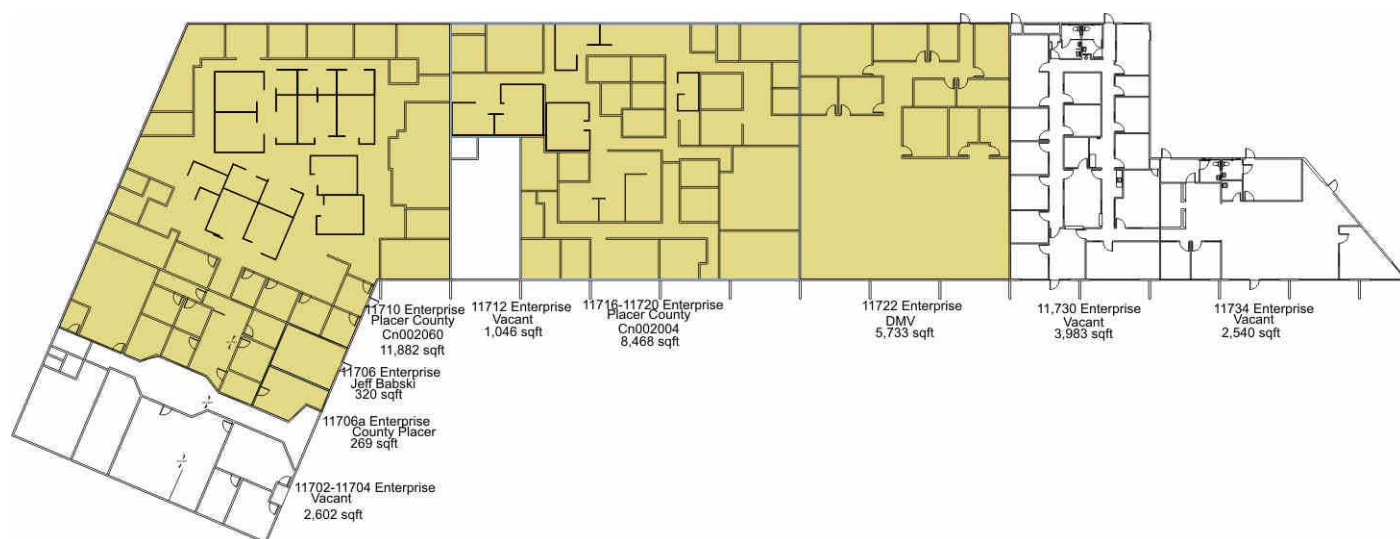 11710 Enterprise
Placer County
Cn002060
11,882 sqft
11712 Enterprise
Vacant
1,046 sqft
11716-11720 Enterprise
Placer County
Cn002004
8,468 sqft
11722 Enterprise
DMV
5,733 sqft
11,730 Enterprise
Vacant
3,983 sqft
11734 Enterprise
Vacant
2,540 sqft
11706 Enterprise
Jeff Babski
320 sqft
11706a Enterprise
County Placer
269 sqft
11702-11704 Enterprise
Vacant
2,602 sqft